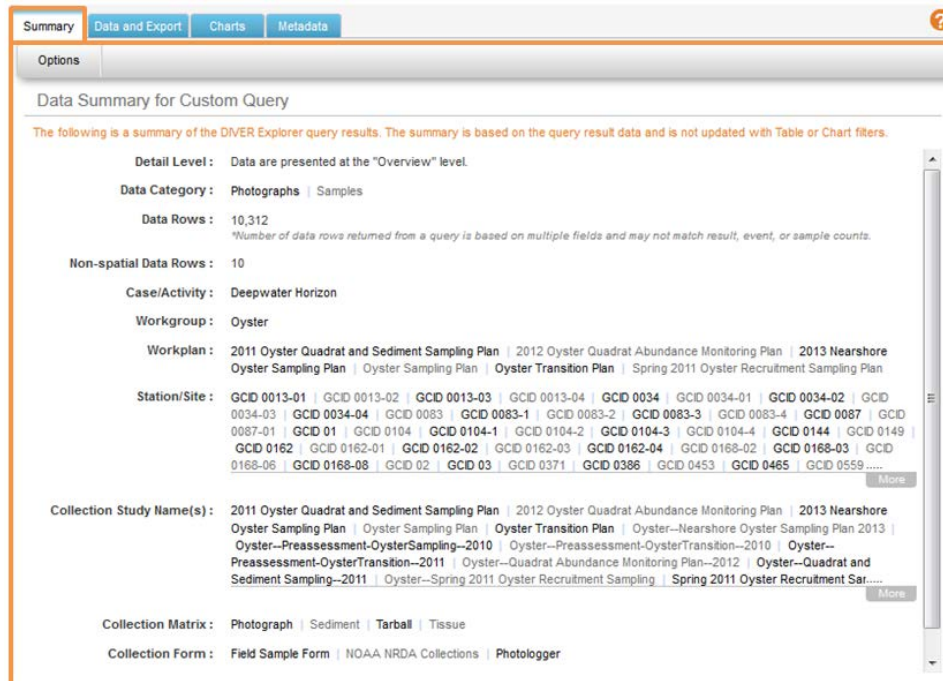 Summary Data and Export Charts Metadata ?
Options
Data Summary for Custom Query
The following is a summary of the DIVER Explorer query results. The summary is based on the query result data and is not updated with Table or Chart filters.
Detail Level : Data are presented at the "Overview" level.
Data Category : Photographs | Samples
Data Rows : 10,312
*Number of data rows returned from a query is based on multiple fields and may not match result, event, or sample counts.
Non-spatial Data Rows : 10
Case/Activity : Deepwater Horizon
Workgroup : Oyster
Workplan : 2011 Oyster Quadrat and Sediment Sampling Plan | 2012 Oyster Quadrat Abundance Monitoring Plan | 2013 Nearshore
Oyster Sampling Plan | Oyster Sampling Plan | Oyster Transition Plan | Spring 2011 Oyster Recruitment Sampling Plan
Station/Site : GCID 0013-01 | GCID 0013-02 | GCID 0013-03 | GCID 0013-04 | GCID 0034 | GCID 0034-01 | GCID 0034-02 | GCID
0034-03 | GCID 0034-04 | GCID 0083 | GCID 0083-1 | GCID 0083-2 | GCID 0083-3 | GCID 0083-4 | GCID 0087 | GCID
0087-01 | GCID 01 | GCID 0104 | GCID 0104-1 | GCID 0104-2 | GCID 0104-3 | GCID 0104-4 | GCID 0144 | GCID 0149 |
GCID 0162 | GCID 0162-01 | GCID 0162-02 | GCID 0162-03 | GCID 0162-04 | GCID 0168-02 | GCID 0168-03 | GCID
0168-06 | GCID 0168-08 | GCID 02 | GCID 03 | GCID 0371 | GCID 0386 | GCID 0453 | GCID 0465 | GCID 0559 .....
More
Collection Study Name(s) : 2011 Oyster Quadrat and Sediment Sampling Plan | 2012 Oyster Quadrat Abundance Monitoring Plan | 2013 Nearshore
Oyster Sampling Plan | Oyster Sampling Plan | Oyster Transition Plan | Oyster--Nearshore Oyster Sampling Plan 2013 |
Oyster--Preassessment-OysterSampling--2010 | Oyster--Preassessment-OysterTransition--2010 | Oyster--
Preassessment-OysterTransition--2011 | Oyster--Quadrat Abundance Monitoring Plan--2012 | Oyster--Quadrat and
Sediment Sampling--2011 | Oyster--Spring 2011 Oyster Recruitment Sampling | Spring 2011 Oyster Recruitment Sar.....
More
Collection Matrix : Photograph | Sediment | Tarball | Tissue
Collection Form : Field Sample Form | NOAA NRDA Collections | Photologger